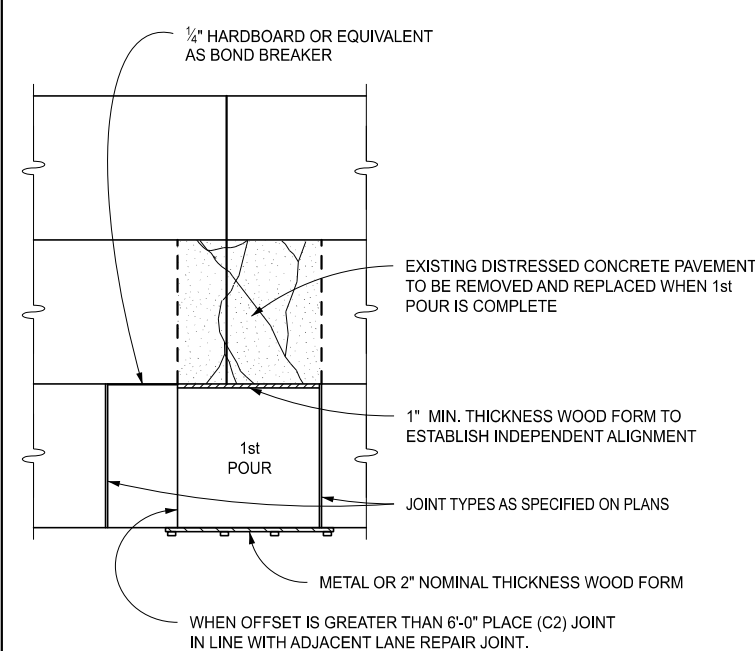 ¼" HARDBOARD OR EQUIVALENT
AS BOND BREAKER
EXISTING DISTRESSED CONCRETE PAVEMENT
TO BE REMOVED AND REPLACED WHEN 1st
POUR IS COMPLETE
1" MIN. THICKNESS WOOD FORM TO
ESTABLISH INDEPENDENT ALIGNMENT
1st
POUR
JOINT TYPES AS SPECIFIED ON PLANS
METAL OR 2" NOMINAL THICKNESS WOOD FORM
WHEN OFFSET IS GREATER THAN 6'-0" PLACE (C2) JOINT
IN LINE WITH ADJACENT LANE REPAIR JOINT.